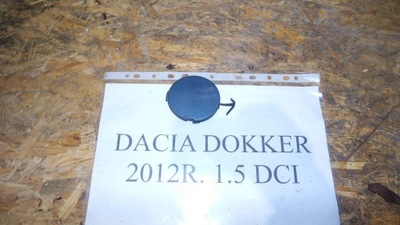 DACIA DOKKER
2012R. 1.5 DCI